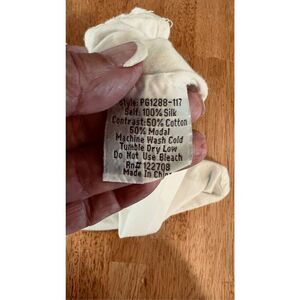 Style: PG1288-117
Self: 100% Silk
Contrast: 50% Cotton
50% Modal
Machine Wash Cold
Tumble Dry Low
Do Not Use Bleach
Rn# 122708
Made In China